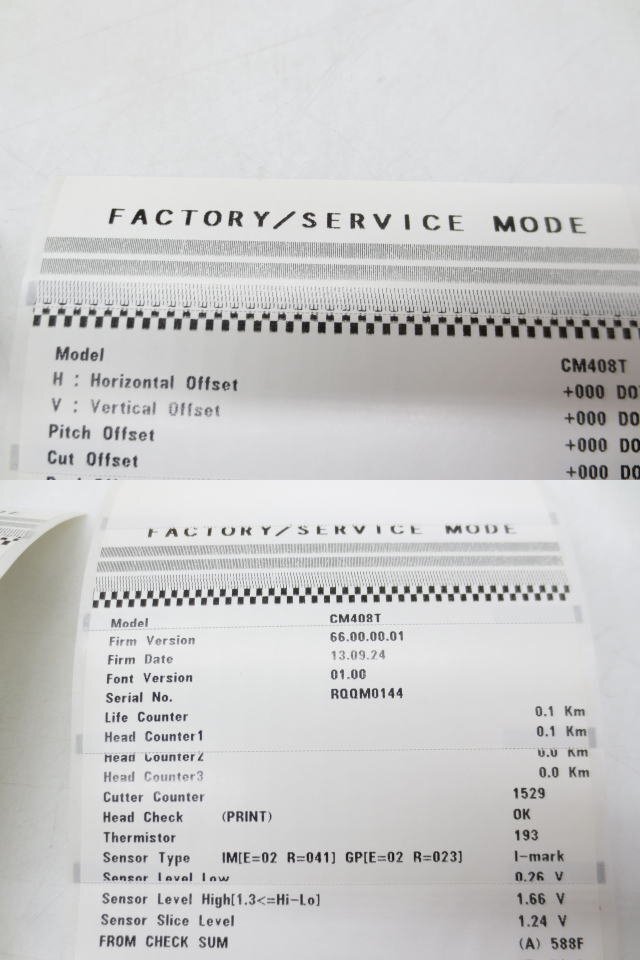 FACTORY/SERVICE MODE
Model CM408T
H : Horizontal Offset +000 DO
V : Vertical Offset +000 DO
Pitch Offset +000 DO
Cut Offset +000 DO
FACTORY/SERVICE MODE
Model CM408T
Firm Version 66.00.00.01
Firm Date 13.09.24
Font Version 01.00
Serial No. RQQM0144
Life Counter 0.1 Km
Head Counter1 0.1 Km
Head Counter2 0.0 Km
Head Counter3 0.0 Km
Cutter Counter 1529
Head Check (PRINT) OK
Thermistor 193
Sensor Type IM[E=02 R=041] GP[E=02 R=023] I-mark
Sensor Level Low 0.26 V
Sensor Level High[1.3<=Hi-Lo] 1.66 V
Sensor Slice Level 1.24 V
FROM CHECK SUM (A) 588F